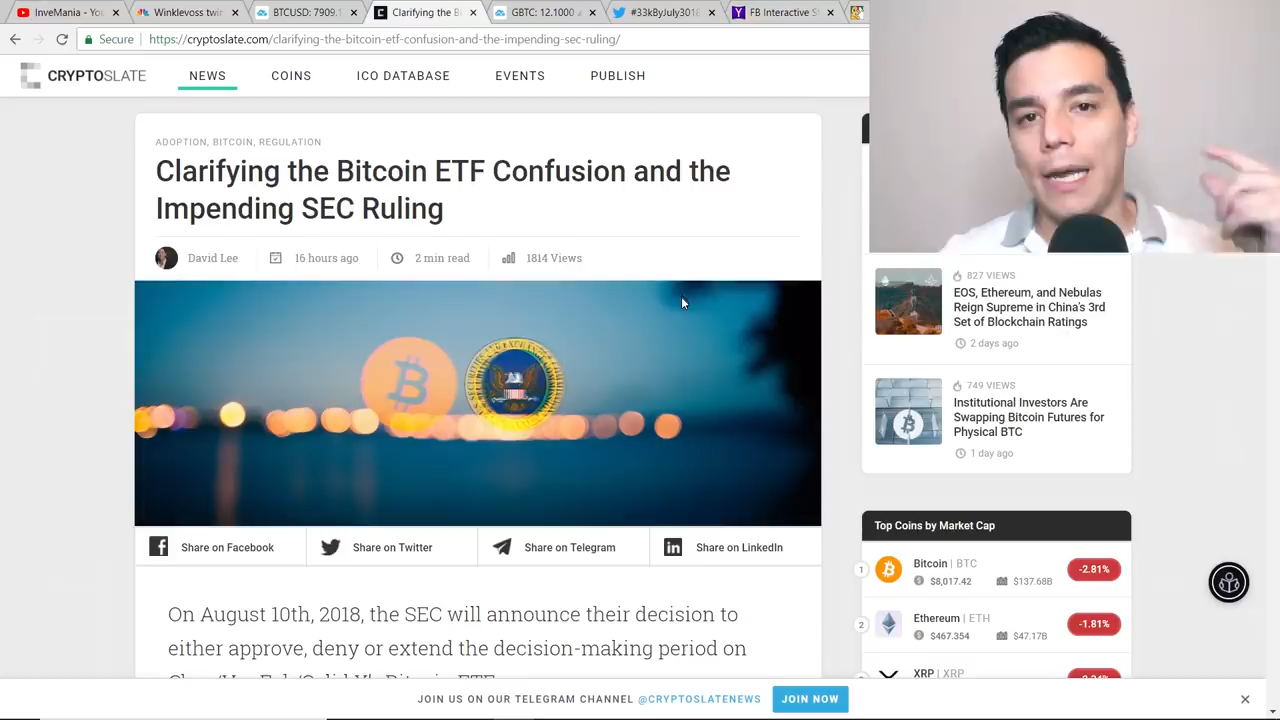 InveMania - You
Winklevoss twin
BTCUSD: 7909.1
Clarifying the B
GBTC: 12.1000
#33kByJuly3018
FB Interactive S
Secure
https://cryptoslate.com/clarifying-the-bitcoin-etf-confusion-and-the-impending-sec-ruling/
CRYPTOSLATE
NEWS
COINS
ICO DATABASE
EVENTS
PUBLISH
ADOPTION, BITCOIN, REGULATION
Clarifying the Bitcoin ETF Confusion and the
Impending SEC Ruling
David Lee
16 hours ago
2 min read
1814 Views
Share on Facebook
Share on Twitter
Share on Telegram
Share on LinkedIn
On August 10th, 2018, the SEC will announce their decision to
either approve, deny or extend the decision-making period on
827 VIEWS
EOS, Ethereum, and Nebulas
Reign Supreme in China's 3rd
Set of Blockchain Ratings
2 days ago
749 VIEWS
Institutional Investors Are
Swapping Bitcoin Futures for
Physical BTC
1 day ago
Top Coins by Market Cap
1
Bitcoin | BTC
$8,017.42
$137.68B
-2.81%
2
Ethereum | ETH
$467.354
$47.17B
-1.81%
XRP | XRP
JOIN US ON OUR TELEGRAM CHANNEL @CRYPTOSLATENEWS
JOIN NOW